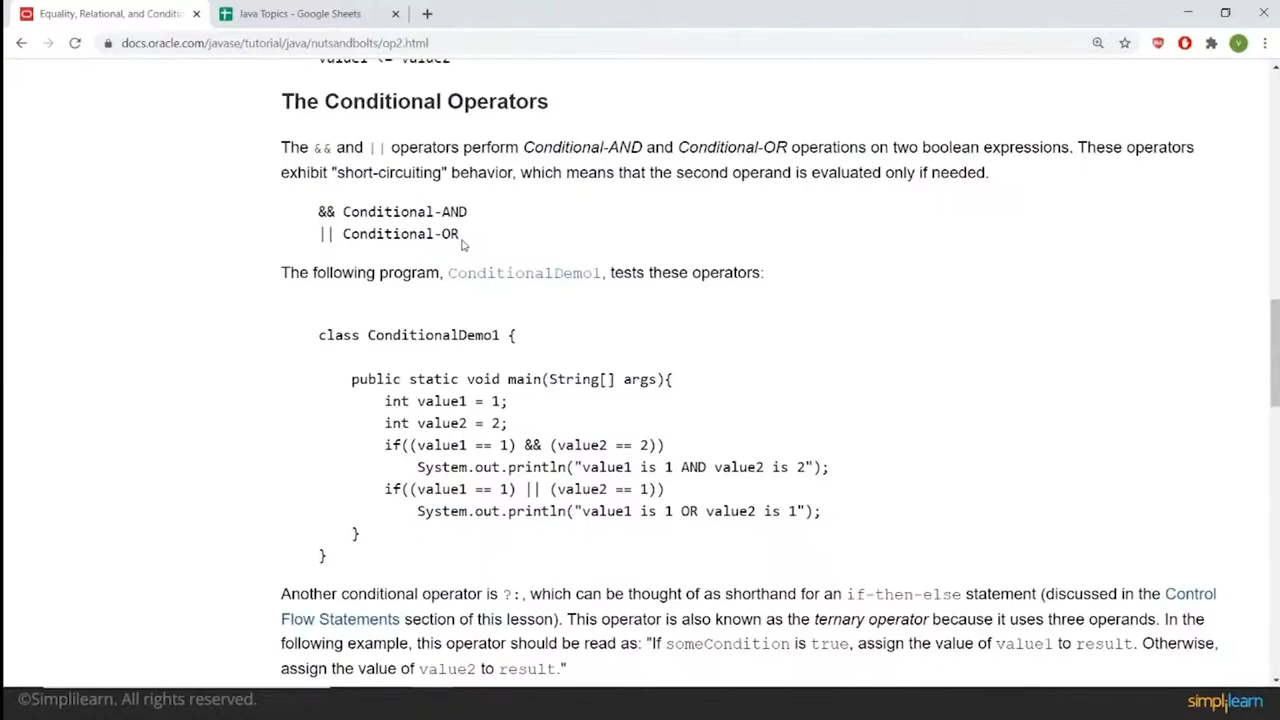 Equality, Relational, and Conditi
Java Topics - Google Sheets
docs.oracle.com/javase/tutorial/java/nutsandbolts/op2.html
value1 <= value2
The Conditional Operators
The && and || operators perform Conditional-AND and Conditional-OR operations on two boolean expressions. These operators
exhibit "short-circuiting" behavior, which means that the second operand is evaluated only if needed.
&& Conditional-AND
|| Conditional-OR
The following program, ConditionalDemo1, tests these operators:
class ConditionalDemo1 {
public static void main(String[] args){
int value1 = 1;
int value2 = 2;
if((value1 == 1) && (value2 == 2))
System.out.println("value1 is 1 AND value2 is 2");
if((value1 == 1) || (value2 == 1))
System.out.println("value1 is 1 OR value2 is 1");
}
}
Another conditional operator is ?:, which can be thought of as shorthand for an if-then-else statement (discussed in the Control
Flow Statements section of this lesson). This operator is also known as the ternary operator because it uses three operands. In the
following example, this operator should be read as: "If someCondition is true, assign the value of value1 to result. Otherwise,
assign the value of value2 to result."
©Simplilearn. All rights reserved.
simplilearn